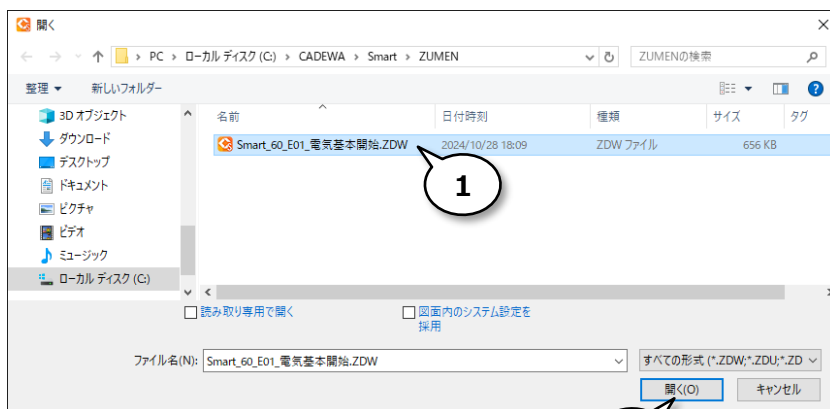 開く
PC › ローカル ディスク (C:) › CADEWA › Smart › ZUMEN
ZUMENの検索
整理 新しいフォルダー
名前 日付時刻 種類 サイズ タグ
3D オブジェクト
ダウンロード
デスクトップ
ドキュメント
ピクチャ
ビデオ
ミュージック
ローカル ディスク (C:)
Smart_60_E01_電気基本開始.ZDW 2024/10/28 18:09 ZDW ファイル 656 KB
1
読み取り専用で開く
図面内のシステム設定を
採用
ファイル名(N): Smart_60_E01_電気基本開始.ZDW
すべての形式 (*.ZDW;*.ZDU;*.ZD
開く(O) キャンセル